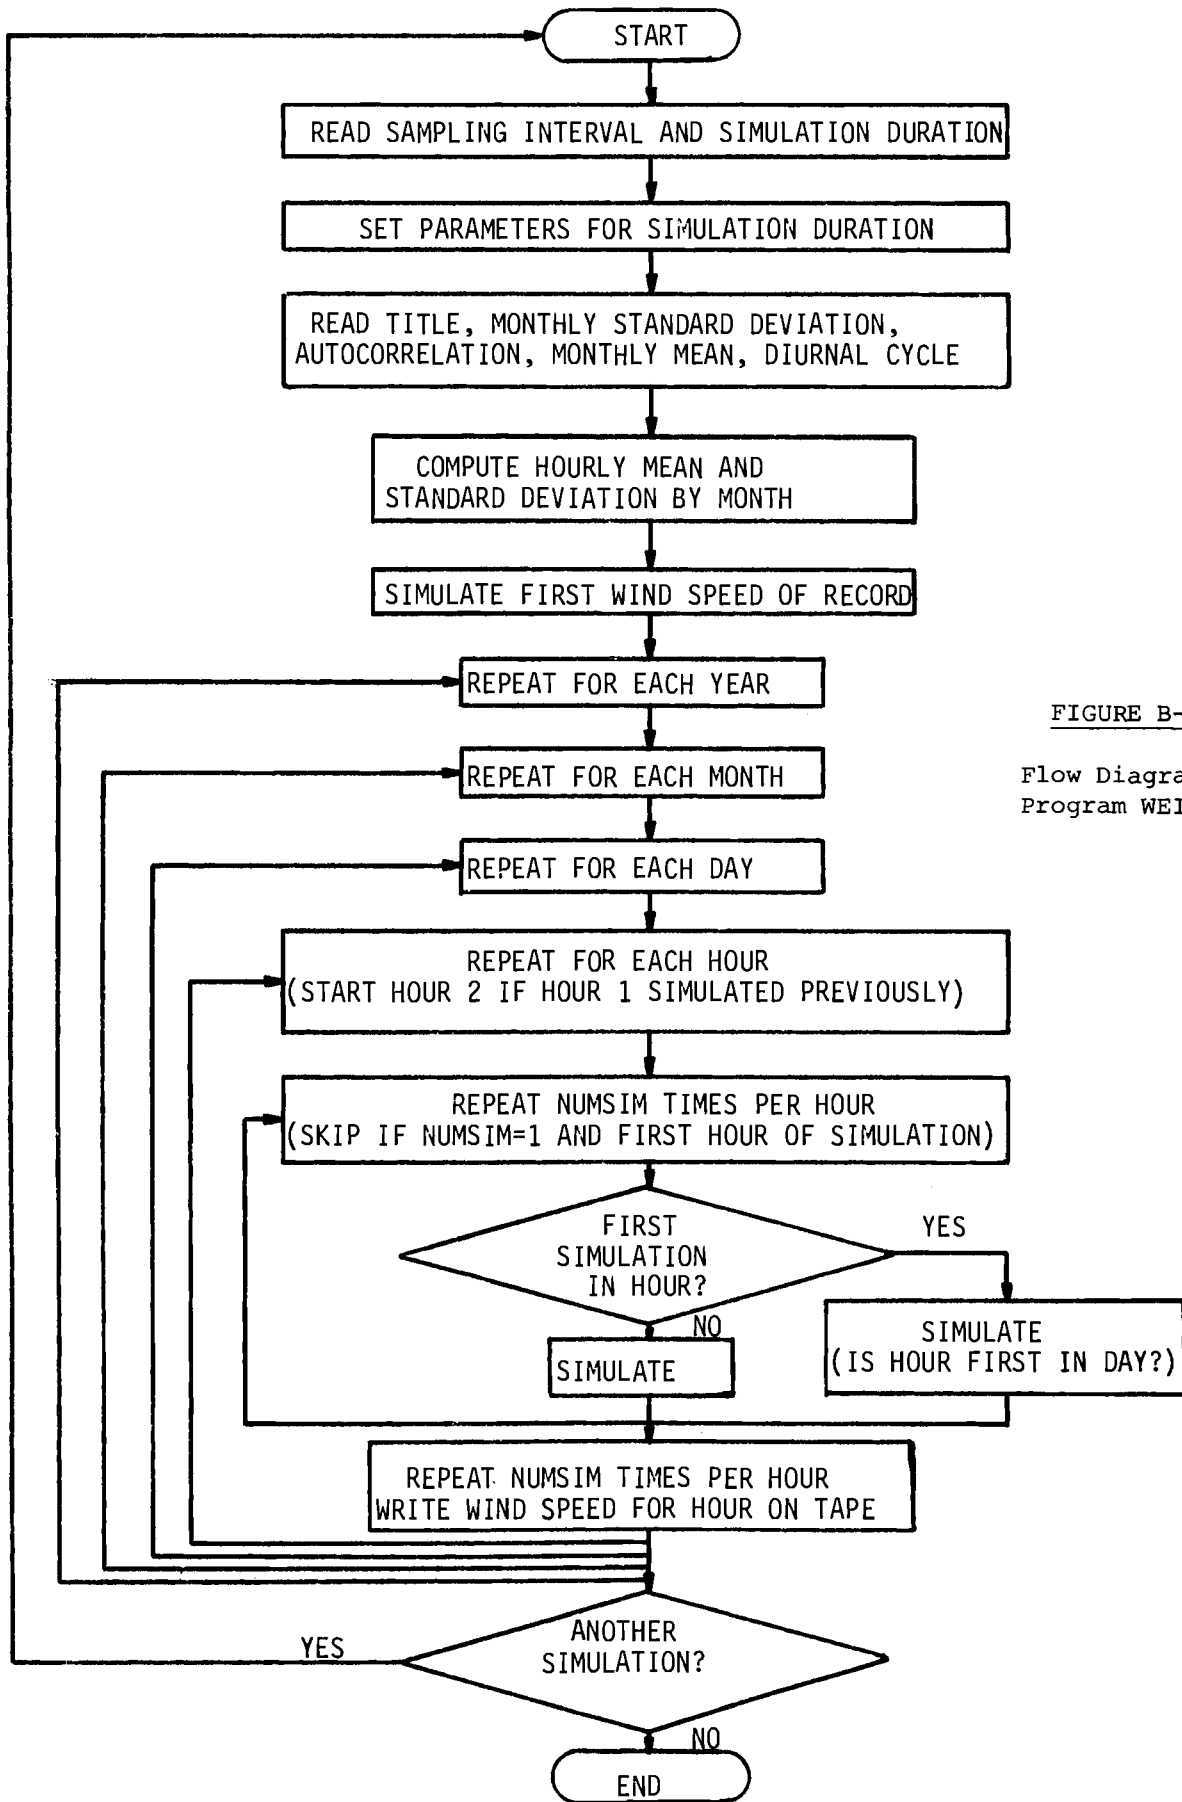 START
READ SAMPLING INTERVAL AND SIMULATION DURATION
SET PARAMETERS FOR SIMULATION DURATION
READ TITLE, MONTHLY STANDARD DEVIATION,
AUTOCORRELATION, MONTHLY MEAN, DIURNAL CYCLE
COMPUTE HOURLY MEAN AND
STANDARD DEVIATION BY MONTH
SIMULATE FIRST WIND SPEED OF RECORD
REPEAT FOR EACH YEAR
FIGURE B-
REPEAT FOR EACH MONTH
Flow Diagra
Program WEI
REPEAT FOR EACH DAY
REPEAT FOR EACH HOUR
(START HOUR 2 IF HOUR 1 SIMULATED PREVIOUSLY)
REPEAT NUMSIM TIMES PER HOUR
(SKIP IF NUMSIM=1 AND FIRST HOUR OF SIMULATION)
FIRST
SIMULATION
IN HOUR?
YES
NO
SIMULATE
SIMULATE
(IS HOUR FIRST IN DAY?)
REPEAT NUMSIM TIMES PER HOUR
WRITE WIND SPEED FOR HOUR ON TAPE
ANOTHER
SIMULATION?
YES
NO
END